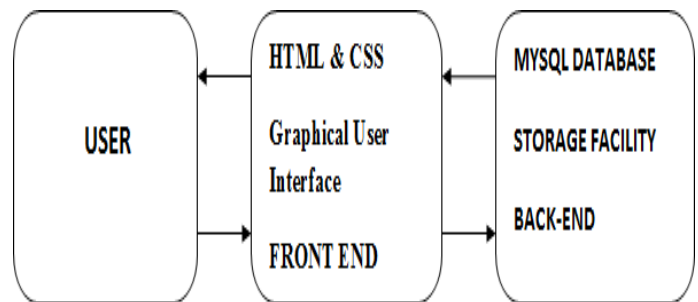 USER
HTML & CSS
Graphical User
Interface
FRONT END
MYSQL DATABASE
STORAGE FACILITY
BACK-END